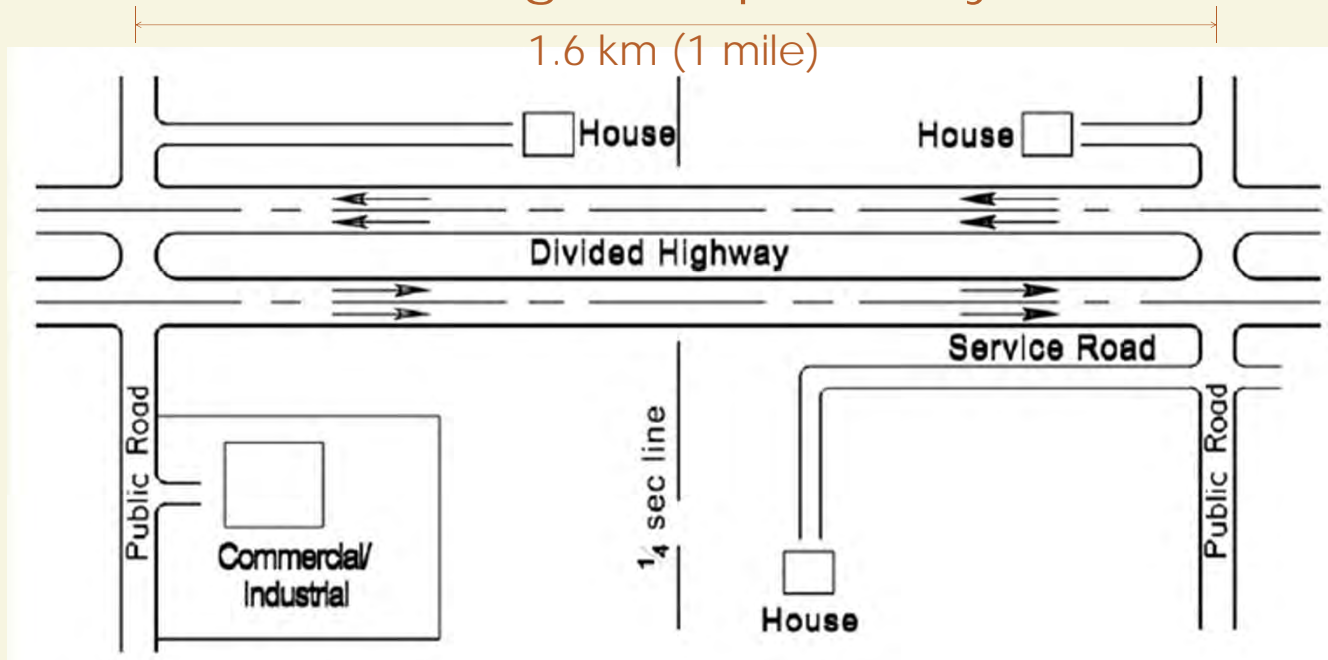 1.6 km (1 mile)
House
House
Divided Highway
Service Road
Public Road
Commercial/
Industrial
1/4 sec line
House
Public Road